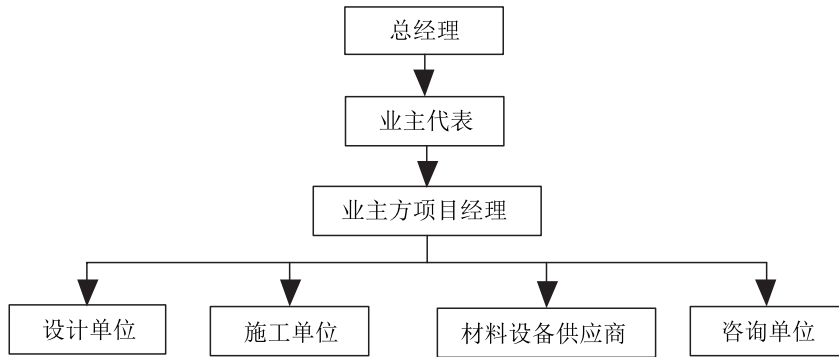 总经理
业主代表
业主方项目经理
设计单位
施工单位
材料设备供应商
咨询单位